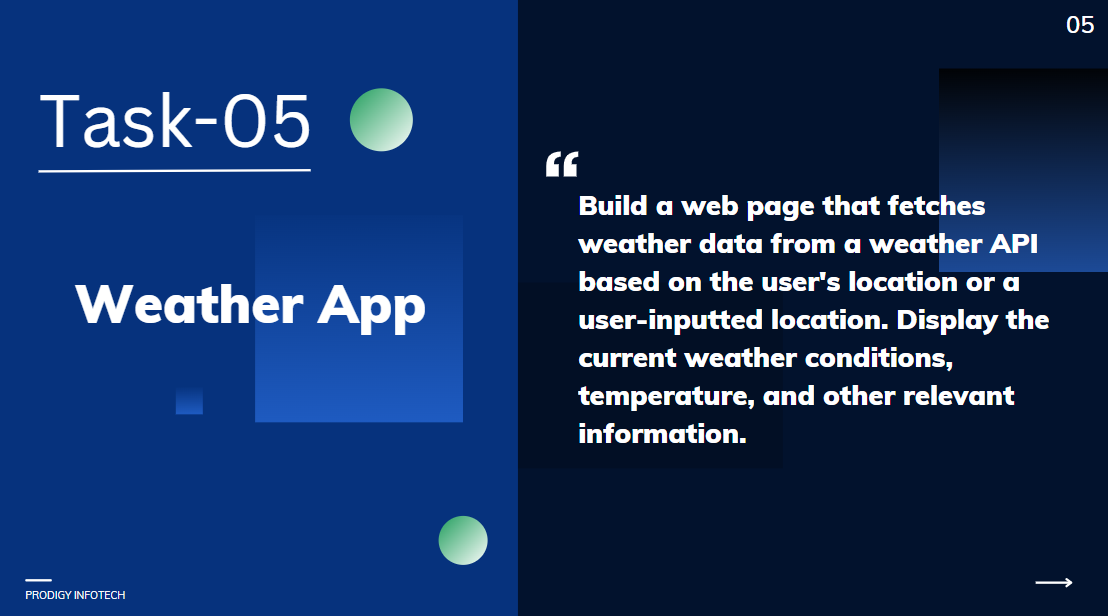 05
Task-05
Weather App
PRODIGY INFOTECH
“
Build a web page that fetches
weather data from a weather API
based on the user's location or a
user-inputted location. Display the
current weather conditions,
temperature, and other relevant
information.